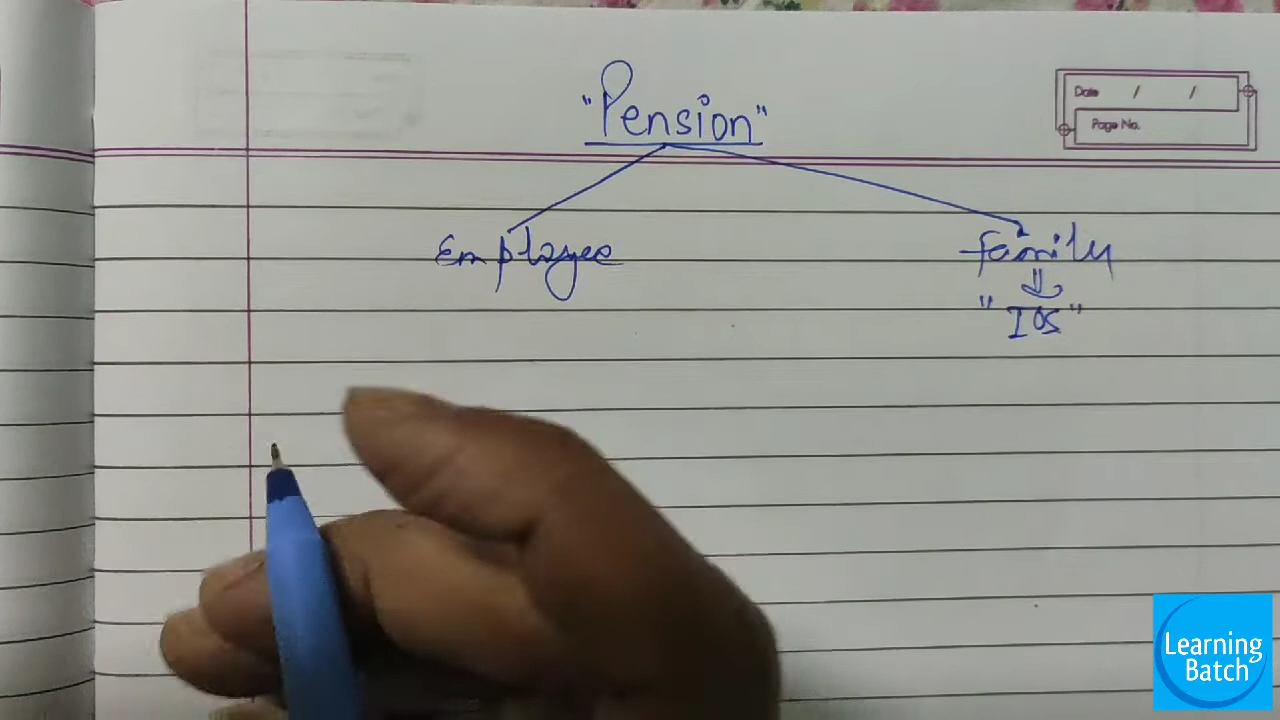 "Pension"
Date / /
Page No.
Employee family
" IOS "
Learning
Batch